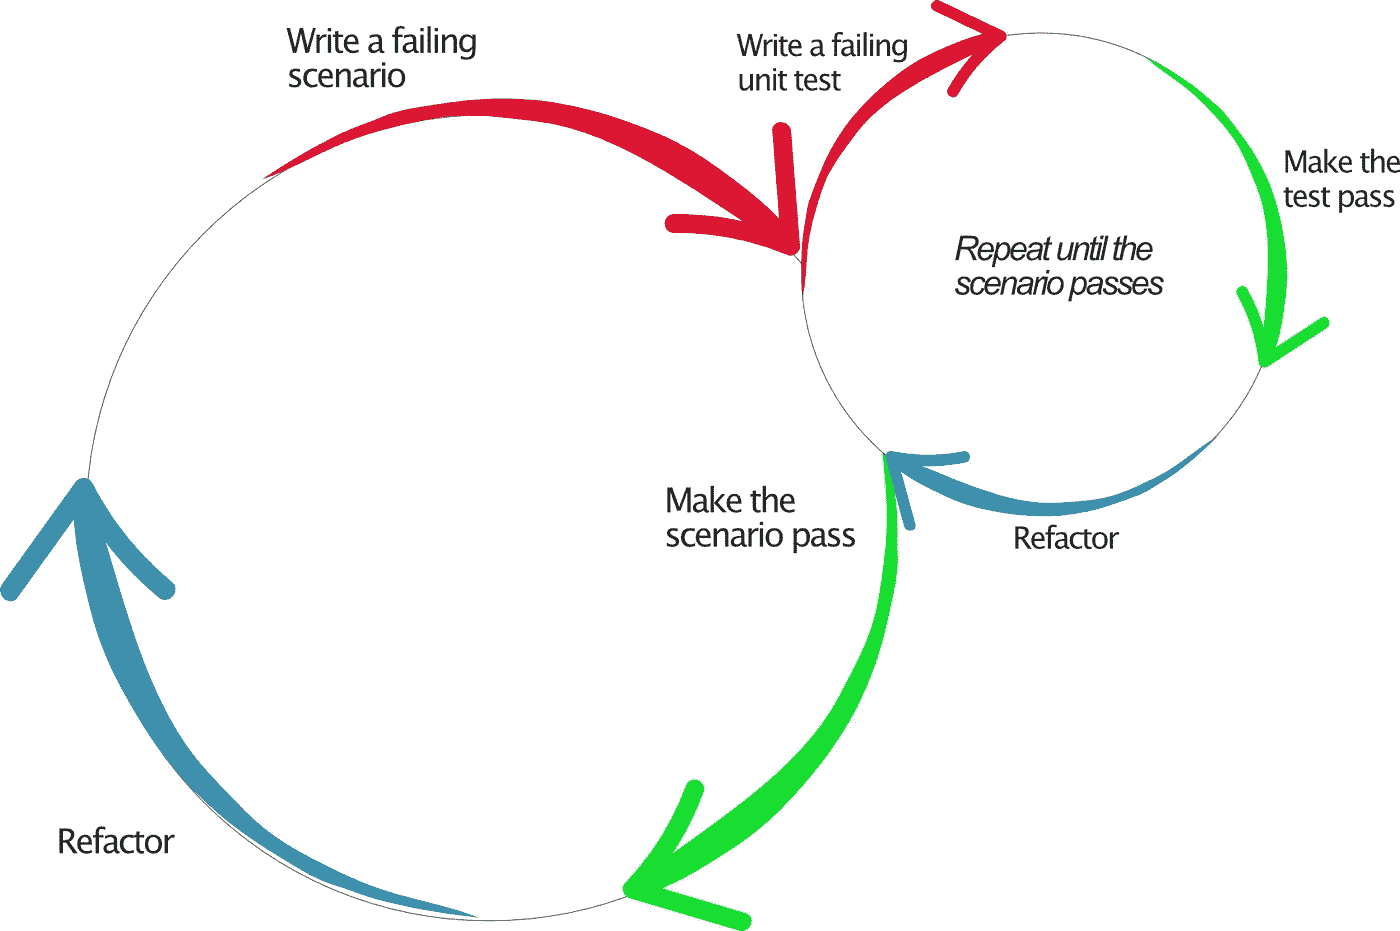 Write a failing
scenario
Write a failing
unit test
Make the
test pass
Repeat until the
scenario passes
Make the
scenario pass
Refactor
Refactor